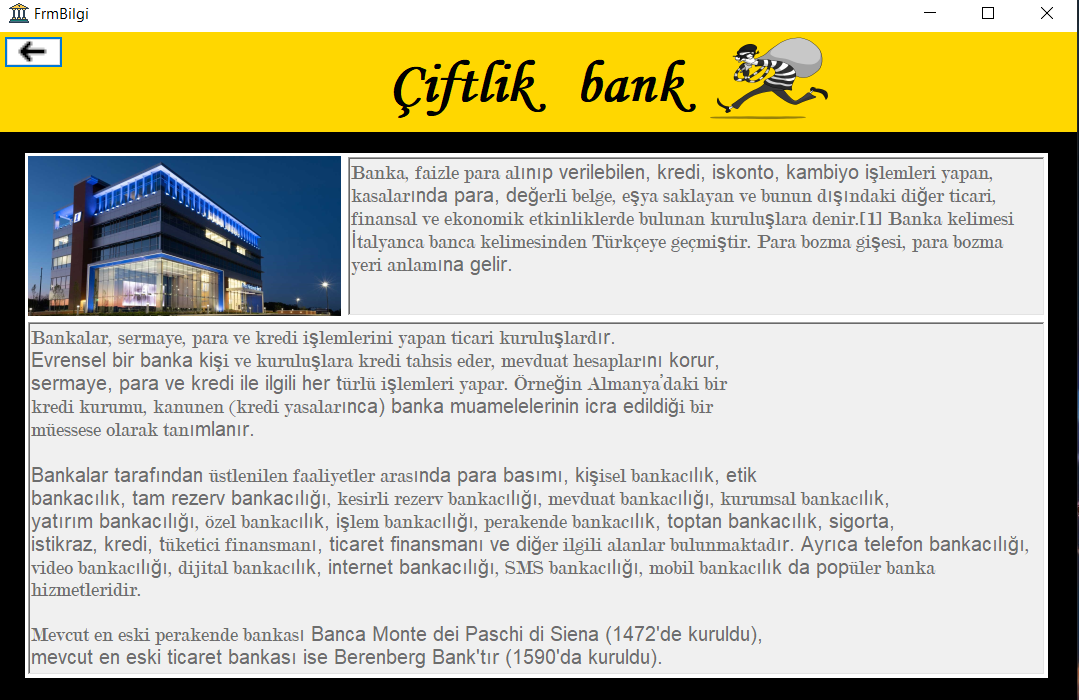 FrmBilgi
Çiftlik bank
Banka, faizle para alınıp verilebilen, kredi, iskonto, kambiyo işlemleri yapan,
kasalarında para, değerli belge, eşya saklayan ve bunun dışındaki diğer ticari,
finansal ve ekonomik etkinliklerde bulunan kuruluşlara denir.[1] Banka kelimesi
İtalyanca banca kelimesinden Türkçeye geçmiştir. Para bozma gişesi, para bozma
yeri anlamına gelir.
Bankalar, sermaye, para ve kredi işlemlerini yapan ticari kuruluşlardır.
Evrensel bir banka kişi ve kuruluşlara kredi tahsis eder, mevduat hesaplarını korur,
sermaye, para ve kredi ile ilgili her türlü işlemleri yapar. Örneğin Almanya'daki bir
kredi kurumu, kanunen (kredi yasalarınca) banka muamelelerinin icra edildiği bir
müessese olarak tanımlanır.
Bankalar tarafından üstlenilen faaliyetler arasında para basımı, kişisel bankacılık, etik
bankacılık, tam rezerv bankacılığı, kesirli rezerv bankacılığı, mevduat bankacılığı, kurumsal bankacılık,
yatırım bankacılığı, özel bankacılık, işlem bankacılığı, perakende bankacılık, toptan bankacılık, sigorta,
istikraz, kredi, tüketici finansmanı, ticaret finansmanı ve diğer ilgili alanlar bulunmaktadır. Ayrıca telefon bankacılığı,
video bankacılığı, dijital bankacılık, internet bankacılığı, SMS bankacılığı, mobil bankacılık da popüler banka
hizmetleridir.
Mevcut en eski perakende bankası Banca Monte dei Paschi di Siena (1472'de kuruldu),
mevcut en eski ticaret bankası ise Berenberg Bank'tır (1590'da kuruldu).